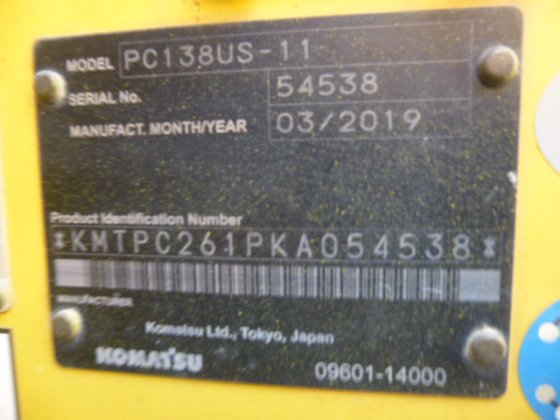 MODEL PC138US-11
SERIAL No. 54538
MANUFACT. MONTH/YEAR 03/2019
Product Identification Number
*KMTPC261PKA054538*
MANUFACTURER
Komatsu Ltd., Tokyo, Japan
KOMATSU 09601-14000